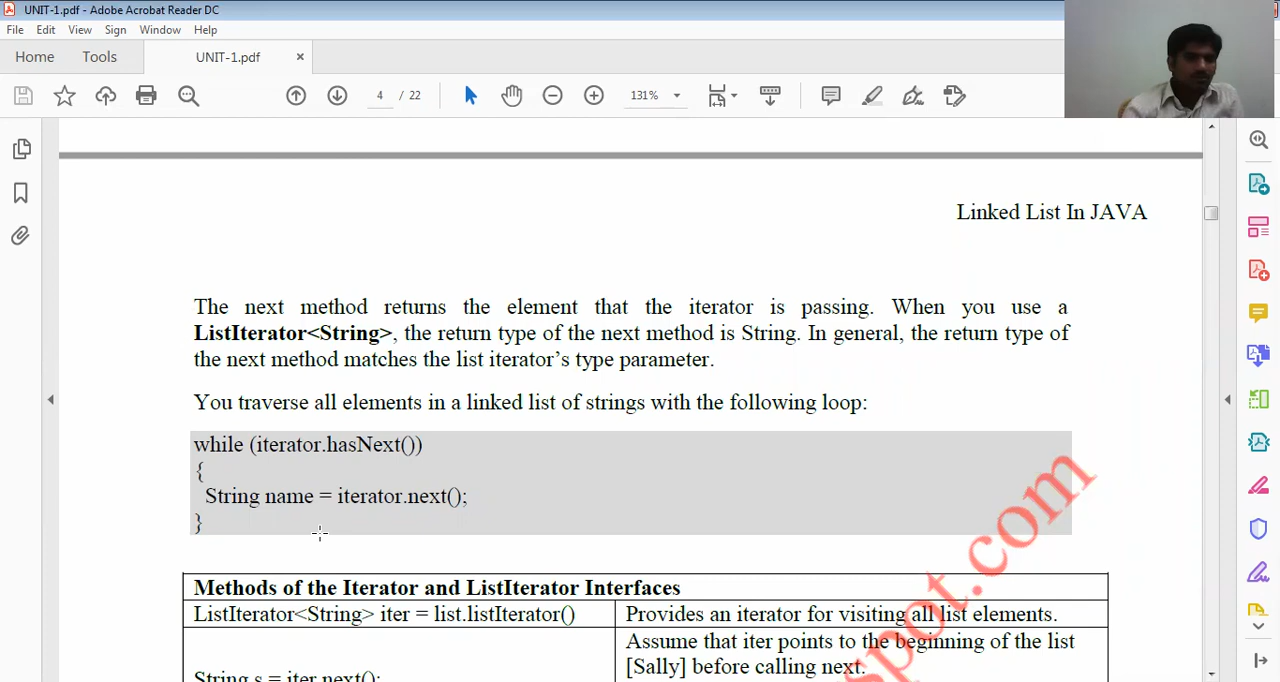 UNIT-1.pdf - Adobe Acrobat Reader DC
File Edit View Sign Window Help
Home Tools UNIT-1.pdf ×
4 / 22 131%
Linked List In JAVA
The next method returns the element that the iterator is passing. When you use a
ListIterator<String>, the return type of the next method is String. In general, the return type of
the next method matches the list iterator’s type parameter.
You traverse all elements in a linked list of strings with the following loop:
while (iterator.hasNext())
{
String name = iterator.next();
}
Methods of the Iterator and ListIterator Interfaces
ListIterator<String> iter = list.listIterator() Provides an iterator for visiting all list elements.
Assume that iter points to the beginning of the list
[Sally] before calling next.
String s = iter.next();
spot.com